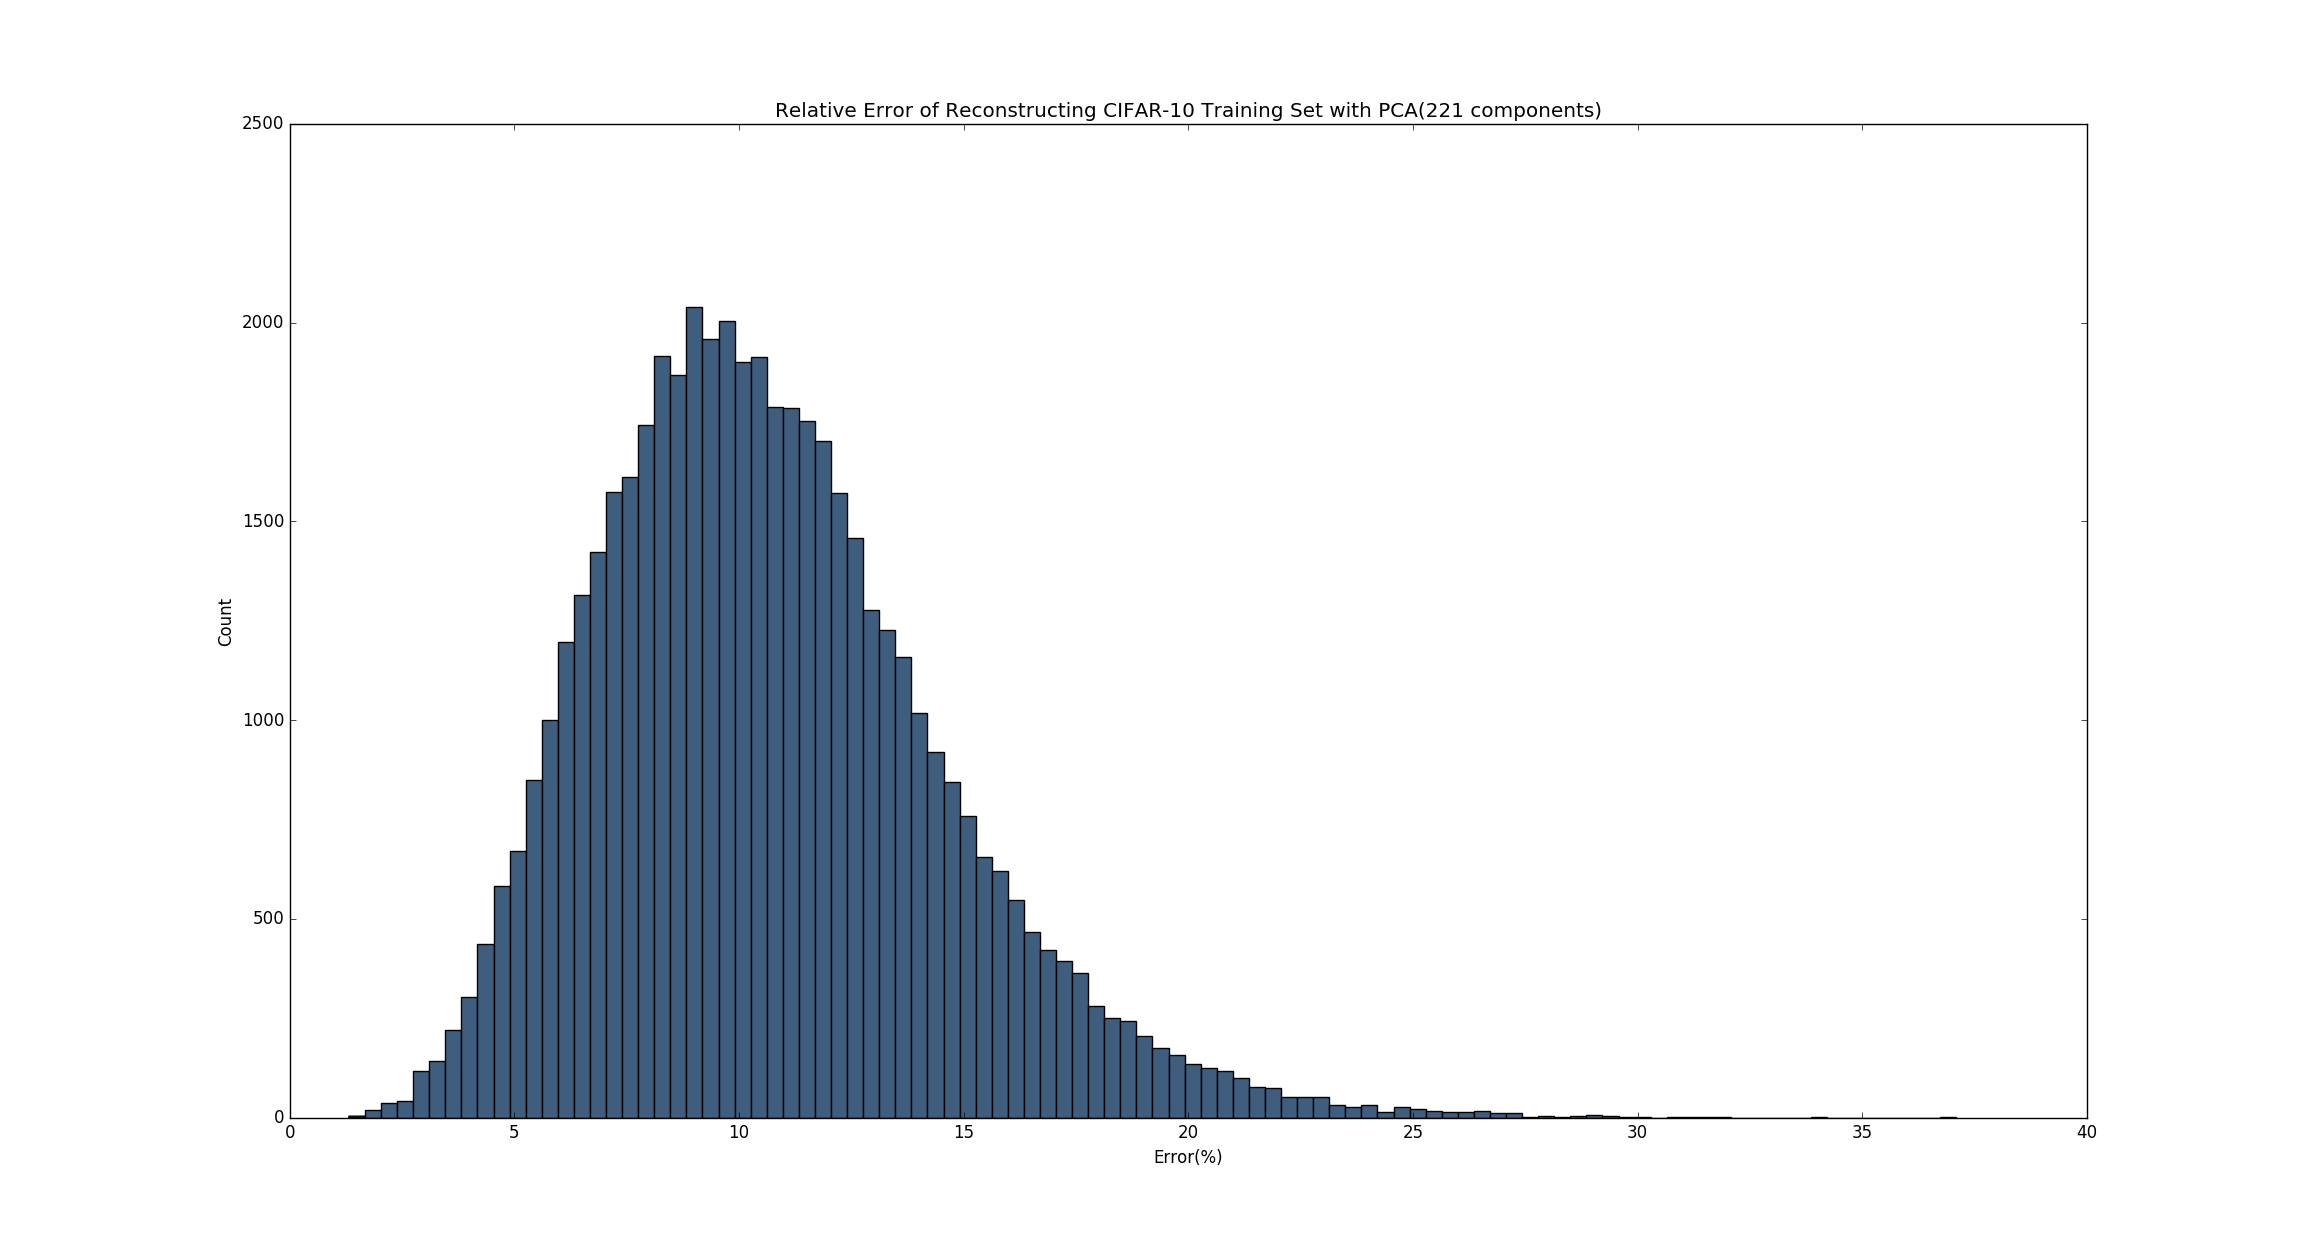 Relative Error of Reconstructing CIFAR-10 Training Set with PCA(221 components)
2500
2000
1500
1000
500
0
Count
0 5 10 15 20 25 30 35 40
Error(%)